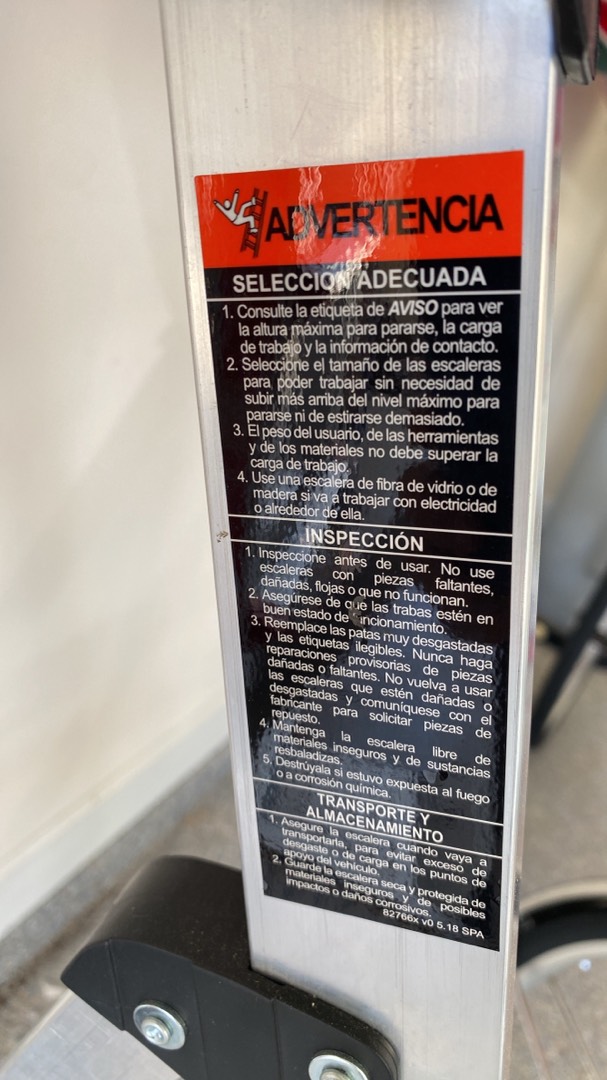 ADVERTENCIA
SELECCIÓN ADECUADA
1. Consulte la etiqueta de AVISO para ver
la altura máxima para pararse, la carga
de trabajo y la información de contacto.
2. Seleccione el tamaño de las escaleras
para poder trabajar sin necesidad de
subir más arriba del nivel máximo para
pararse ni de estirarse demasiado.
3. El peso del usuario, de las herramientas
y de los materiales no debe superar la
carga de trabajo.
4. Use una escalera de fibra de vidrio o de
madera si va a trabajar con electricidad
o alrededor de ella.
INSPECCIÓN
1. Inspeccione antes de usar. No use
escaleras con piezas faltantes,
dañadas, flojas o que no funcionan.
2. Asegúrese de que las trabas estén en
buen estado de funcionamiento.
3. Reemplace las patas muy desgastadas
y las etiquetas ilegibles. Nunca haga
reparaciones provisorias de piezas
dañadas o faltantes. No vuelva a usar
las escaleras que estén dañadas o
desgastadas y comuníquese con el
fabricante para solicitar piezas de
repuesto.
4. Mantenga la escalera libre de
materiales inseguros y de sustancias
resbaladizas.
5. Destrúyala si estuvo expuesta al fuego
o a corrosión química.
TRANSPORTE Y
ALMACENAMIENTO
1. Asegure la escalera cuando vaya a
transportarla, para evitar exceso de
desgaste o de carga en los puntos de
apoyo del vehículo.
2. Guarde la escalera seca y protegida de
materiales inseguros y de posibles
impactos o daños corrosivos.
82766x v0 5.18 SPA